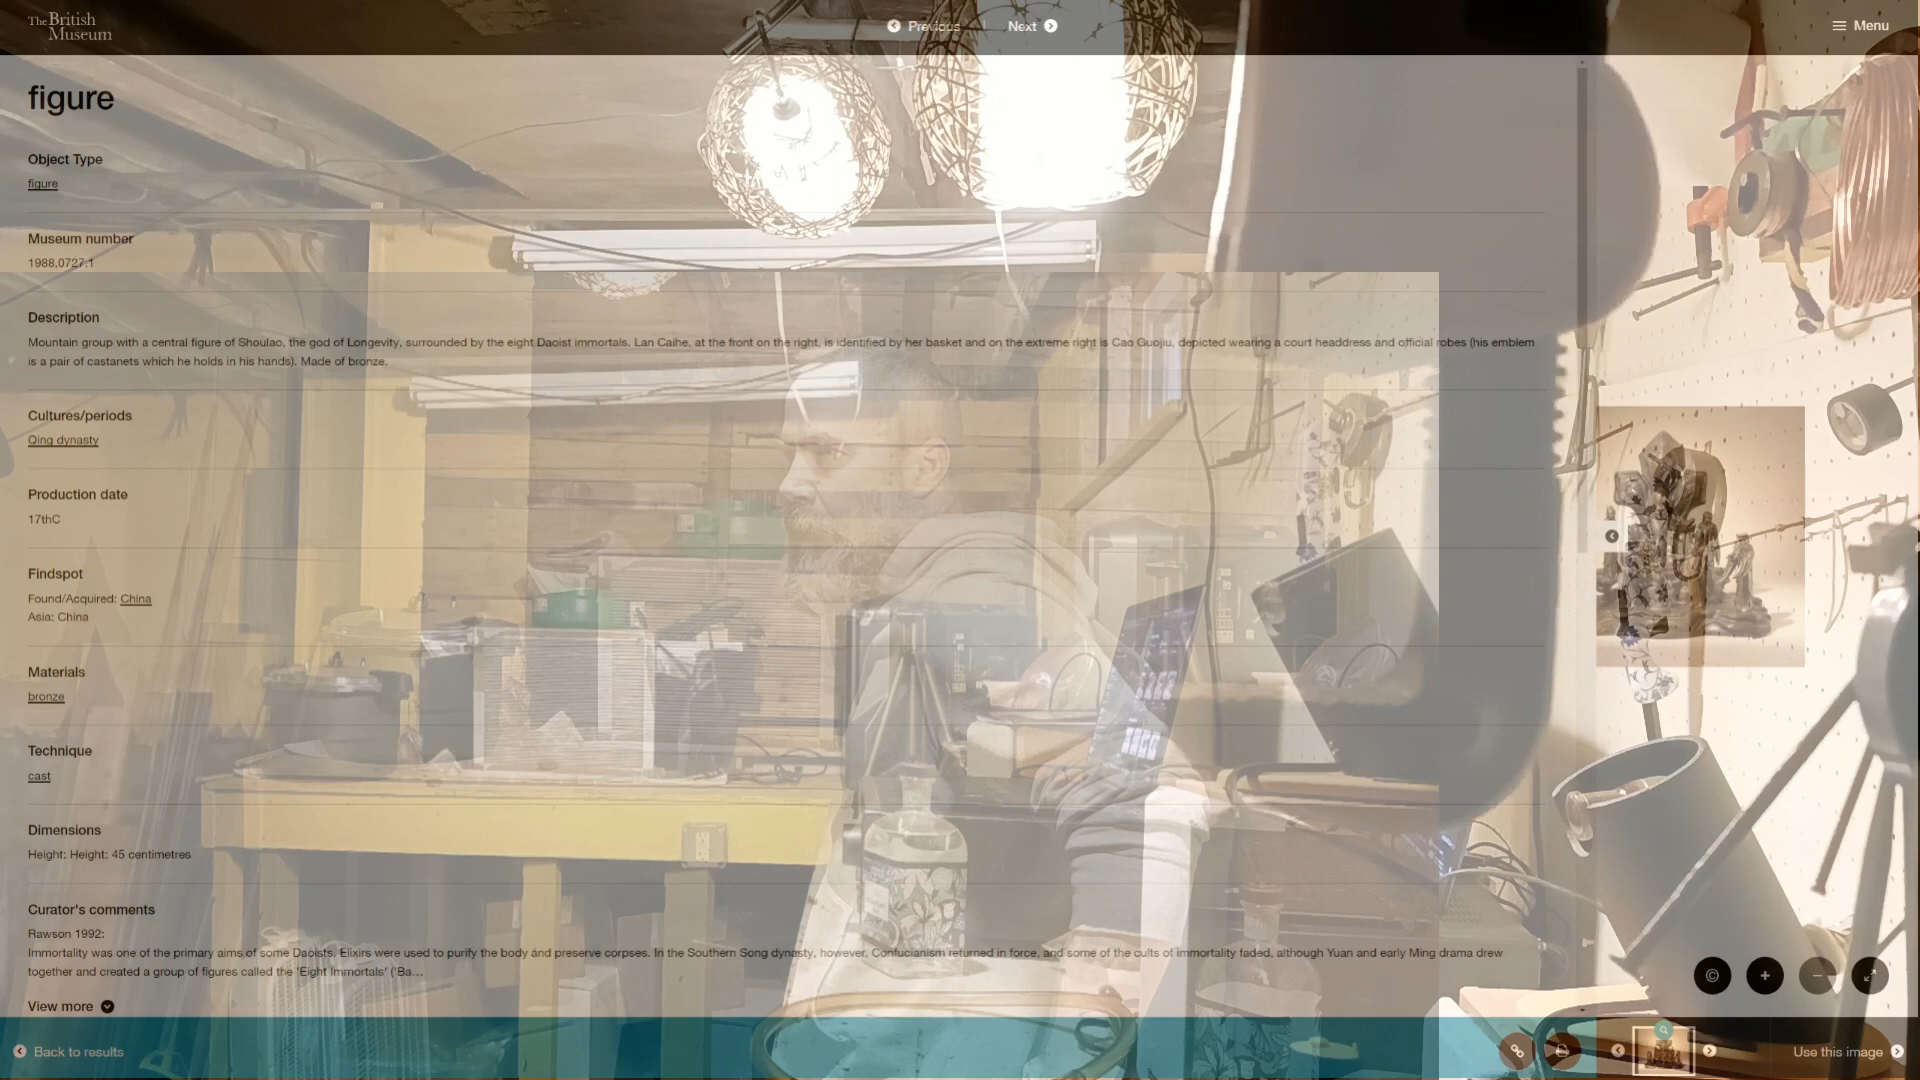 The British
Museum
Previous
Next
Menu
figure
Object Type
figure
Museum number
1988,0727.1
Description
Mountain group with a central figure of Shoulao, the god of Longevity, surrounded by the eight Daoist immortals. Lan Caihe, at the front on the right, is identified by her basket and on the extreme right is Cao Guojiu, depicted wearing a court headdress and official robes (his emblem
is a pair of castanets which he holds in his hands). Made of bronze.
Cultures/periods
Qing dynasty
Production date
17thC
Findspot
Found/Acquired: China
Asia: China
Materials
bronze
Technique
cast
Dimensions
Height: Height: 45 centimetres
Curator's comments
Rawson 1992:
Immortality was one of the primary aims of some Daoists. Elixirs were used to purify the body and preserve corpses. In the Southern Song dynasty, however, Confucianism returned in force, and some of the cults of immortality faded, although Yuan and early Ming drama drew
together and created a group of figures called the 'Eight Immortals' ('Ba...
View more
©
Back to results
Use this image